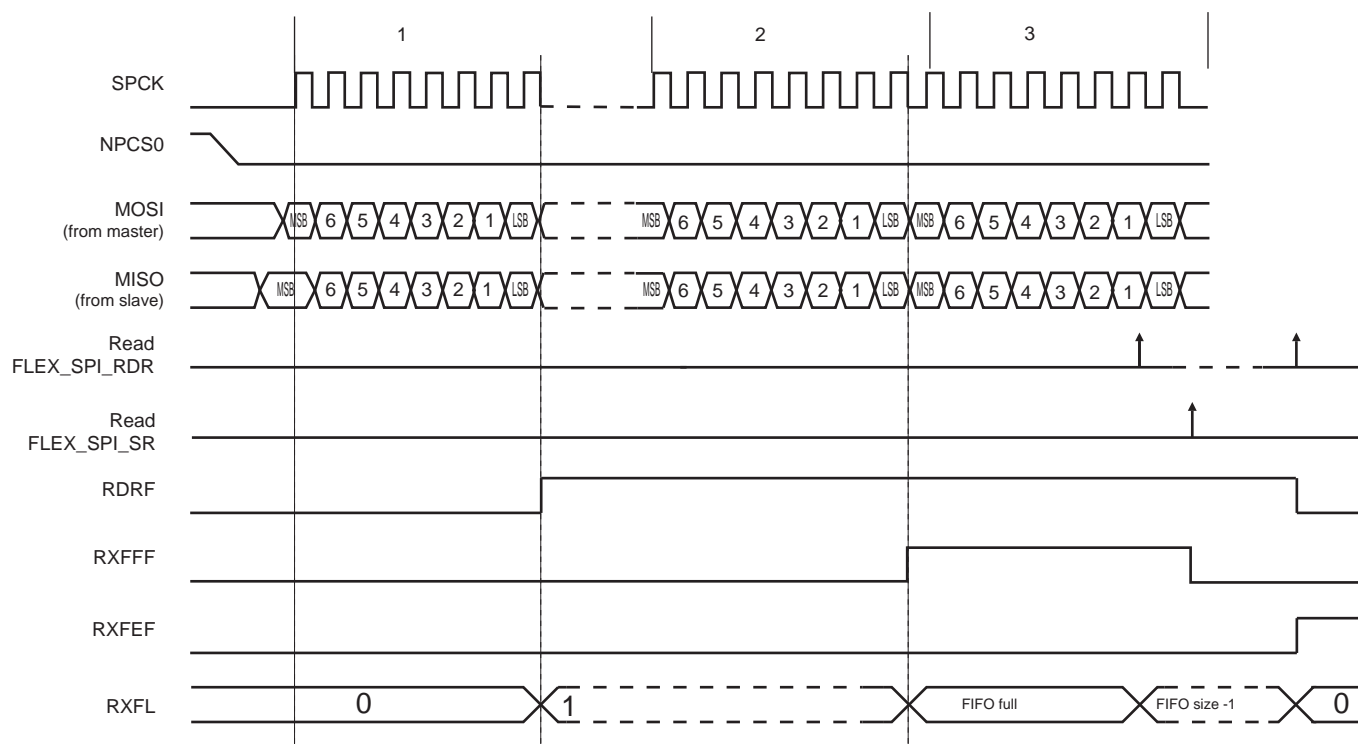 1 2 3
SPCK
NPCS0
MOSI
(from master)
MSB 6 5 4 3 2 1 LSB MSB 6 5 4 3 2 1 LSB MSB 6 5 4 3 2 1 LSB
MISO
(from slave)
MSB 6 5 4 3 2 1 LSB MSB 6 5 4 3 2 1 LSB MSB 6 5 4 3 2 1 LSB
Read
FLEX_SPI_RDR
Read
FLEX_SPI_SR
RDRF
RXFFF
RXFEF
RXFL 0 1 FIFO full FIFO size -1 0